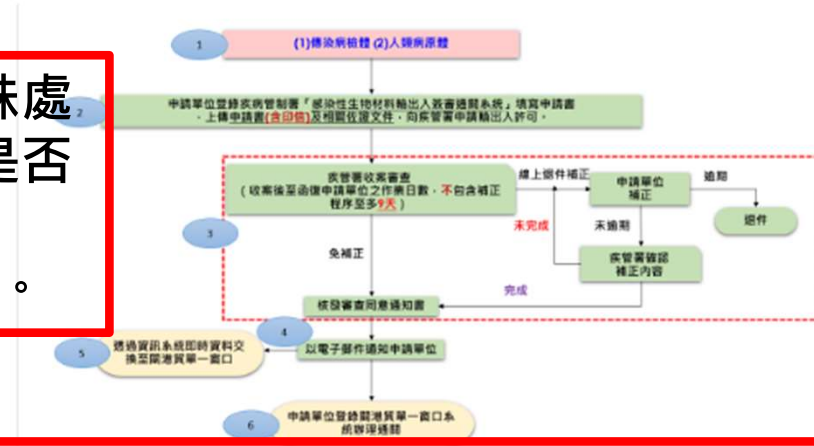 1
(1)傳染病檢體 (2)人類病原體
殊處
是否
。
2
申請單位登錄疾病管制署「感染性生物材料輸出入簽審通關系統」填寫申請書
，上傳申請書(含印信)及相關佐證文件，向疾管署申請輸出入許可。
3
疾管署收案審查
(收案後至函復申請單位之作業日數，不包含補正
程序至多9天)
線上退件補正
申請單位
補正
逾期
退件
未完成
未逾期
疾管署確認
補正內容
免補正
完成
核發審查同意通知書
4
以電子郵件通知申請單位
5
透過資訊系統即時資料交
換至關港貿單一窗口
6
申請單位登錄關港貿單一窗口系
統辦理通關